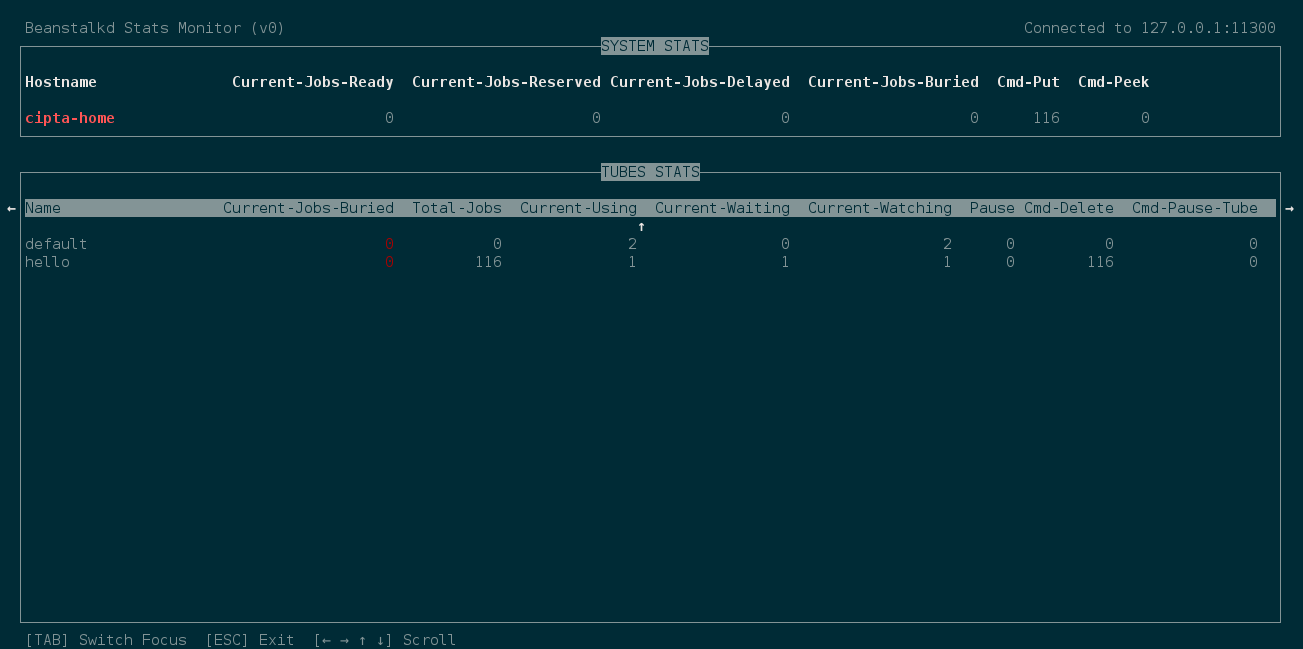 Beanstalkd Stats Monitor (v0) Connected to 127.0.0.1:11300
SYSTEM STATS
Hostname Current-Jobs-Ready Current-Jobs-Reserved Current-Jobs-Delayed Current-Jobs-Buried Cmd-Put Cmd-Peek
cipta-home 0 0 0 0 116 0
TUBES STATS
← Name Current-Jobs-Buried Total-Jobs Current-Using Current-Waiting Current-Watching Pause Cmd-Delete Cmd-Pause-Tube →
↑
default 0 0 2 0 2 0 0 0
hello 0 116 1 1 1 0 116 0
[TAB] Switch Focus [ESC] Exit [← → ↑ ↓] Scroll